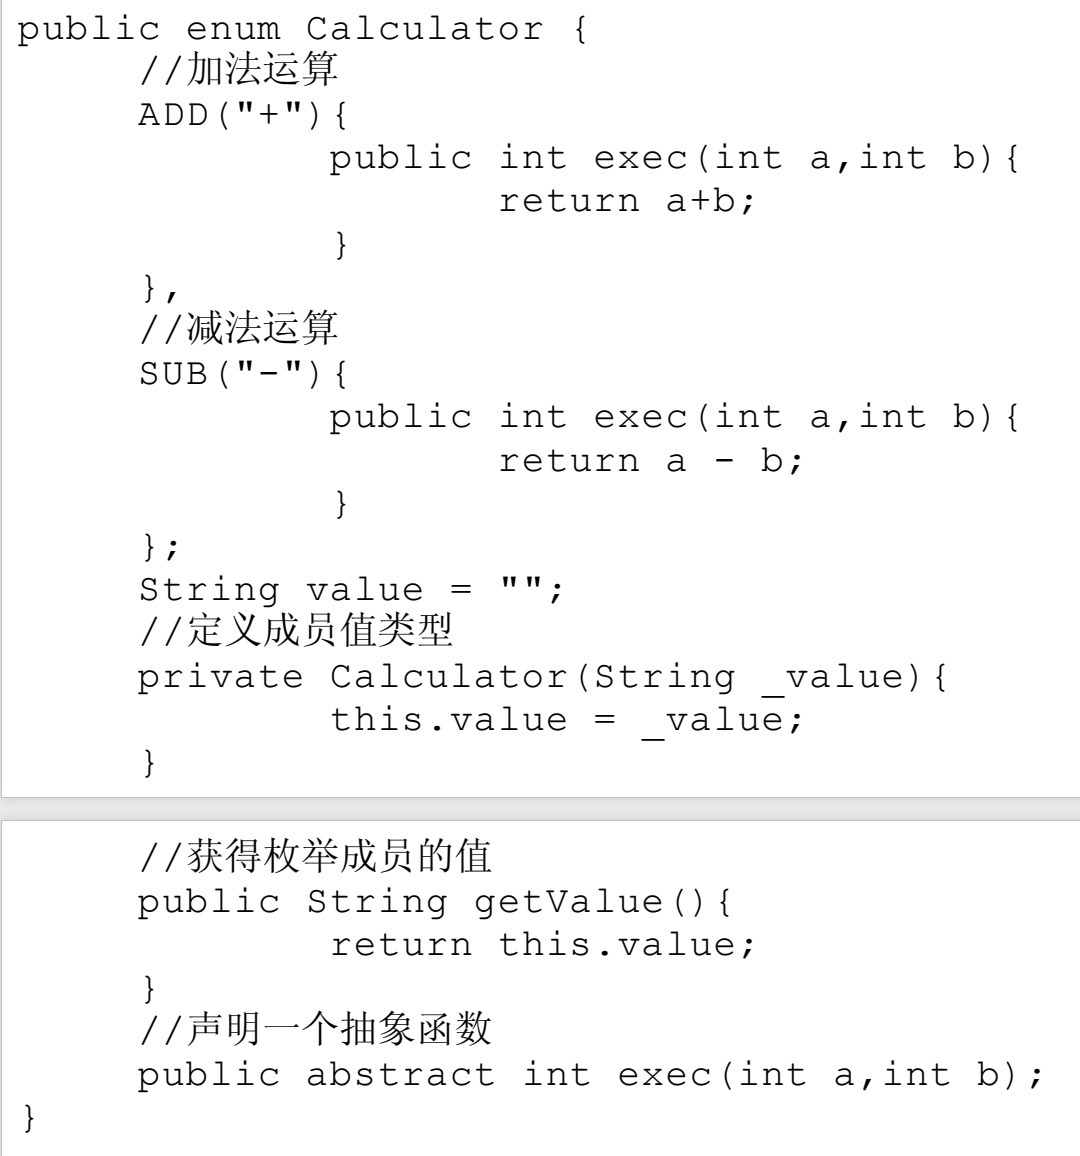 public enum Calculator {
//加法运算
ADD("+"){
public int exec(int a,int b){
return a+b;
}
},
//减法运算
SUB("-"){
public int exec(int a,int b){
return a - b;
}
};
String value = "";
//定义成员值类型
private Calculator(String _value){
this.value = _value;
}
//获得枚举成员的值
public String getValue(){
return this.value;
}
//声明一个抽象函数
public abstract int exec(int a,int b);
}